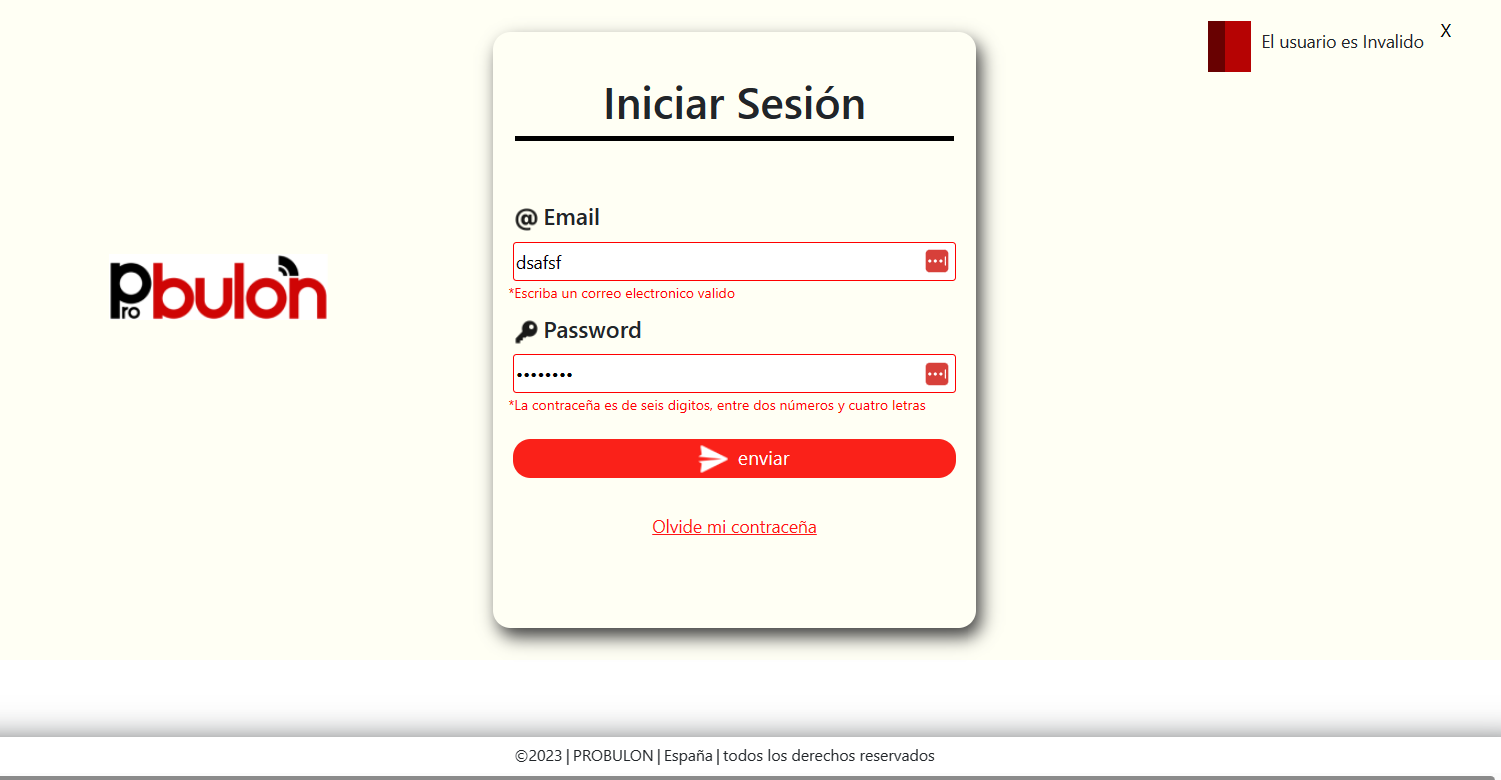 El usuario es Invalido X
Iniciar Sesión
@ Email
dsafsf
*Escriba un correo electronico valido
Pro bulon
Password
••••••••
*La contraceña es de seis digitos, entre dos números y cuatro letras
enviar
Olvide mi contraceña
©2023 | PROBULON | España | todos los derechos reservados